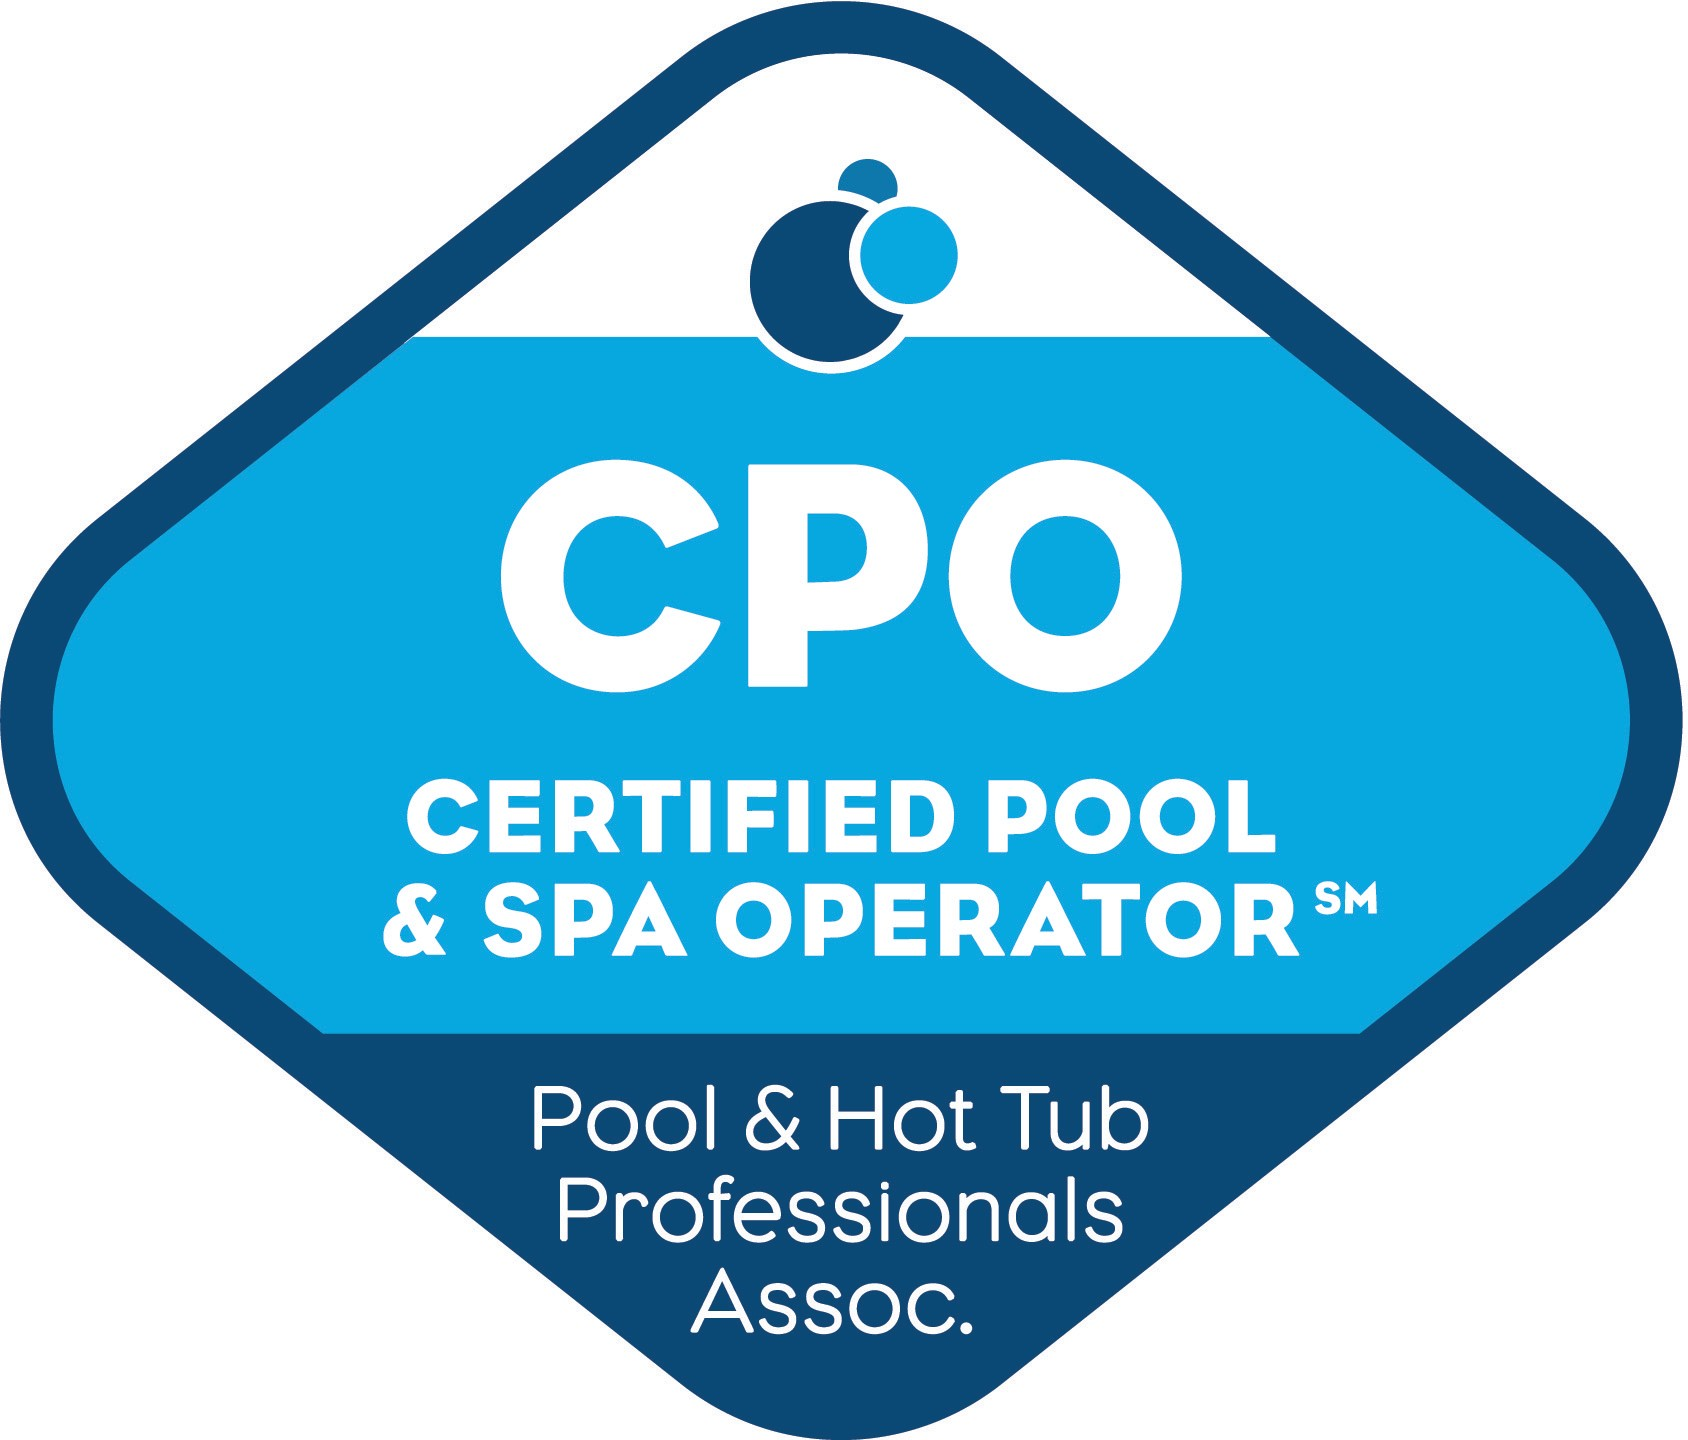 CPO
CERTIFIED POOL
& SPA OPERATOR SM
Pool & Hot Tub
Professionals
Assoc.